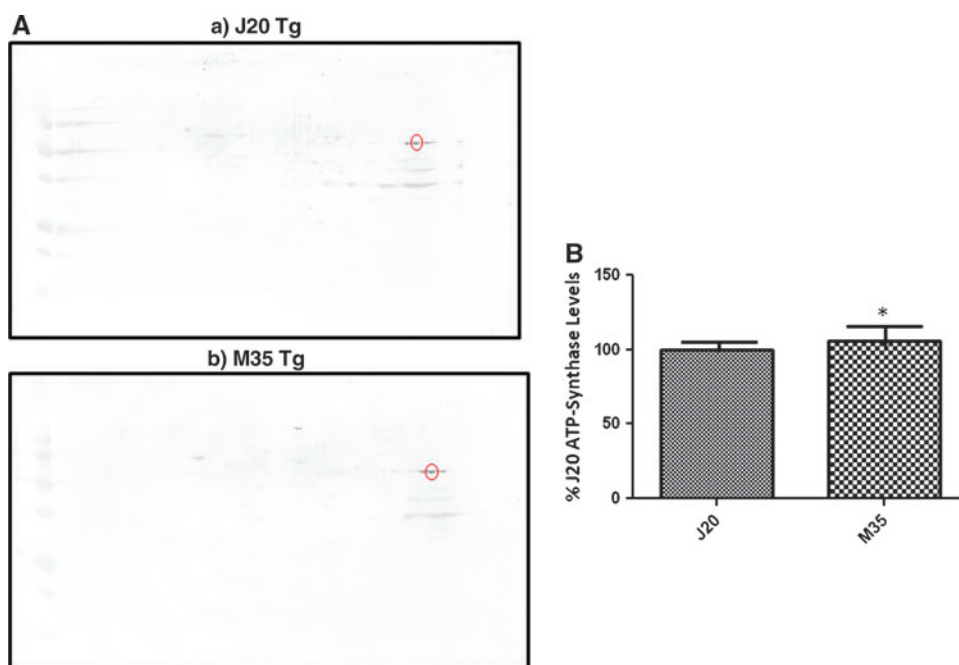 A
a) J20 Tg
b) M35 Tg
B
% J20 ATP-Synthase Levels
150
100
50
0
*
J20
M35